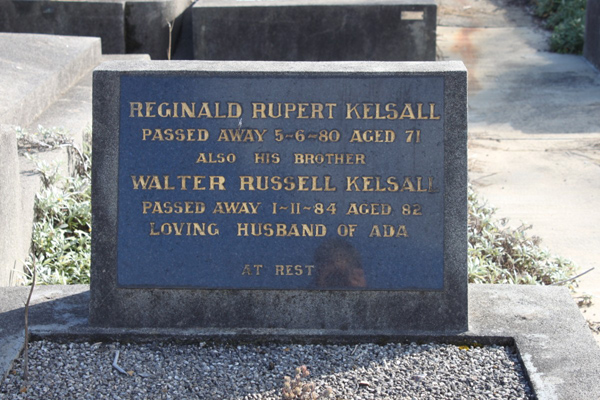 REGINALD RUPERT KELSALL
PASSED AWAY 5-6-80 AGED 71
ALSO HIS BROTHER
WALTER RUSSELL KELSALL
PASSED AWAY 1-11-84 AGED 82
LOVING HUSBAND OF ADA
AT REST